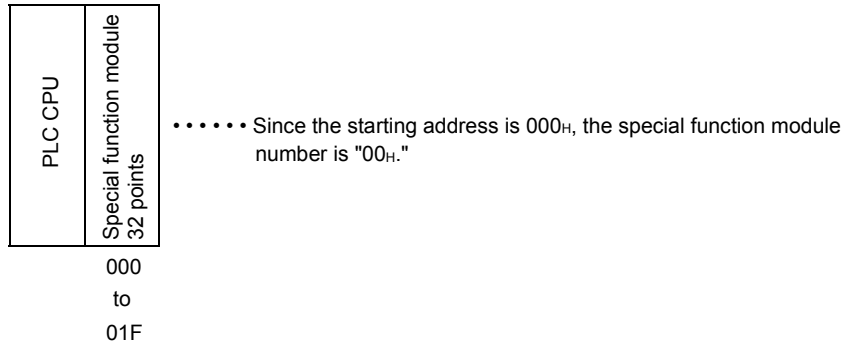 PLC CPU
Special function module
32 points
•••••• Since the starting address is 000H, the special function module
number is "00H."
000
to
01F